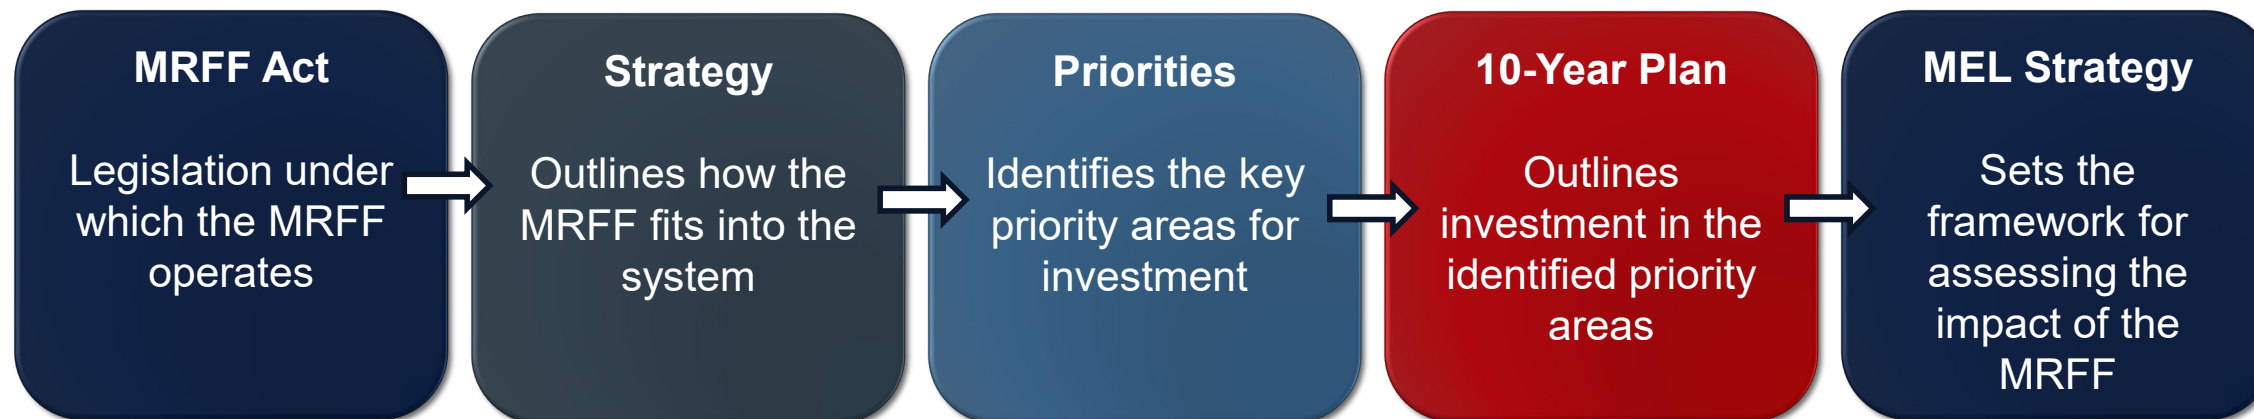 MRFF Act
Legislation under
which the MRFF
operates
Strategy
Outlines how the
MRFF fits into the
system
Priorities
Identifies the key
priority areas for
investment
10-Year Plan
Outlines
investment in the
identified priority
areas
MEL Strategy
Sets the
framework for
assessing the
impact of the
MRFF